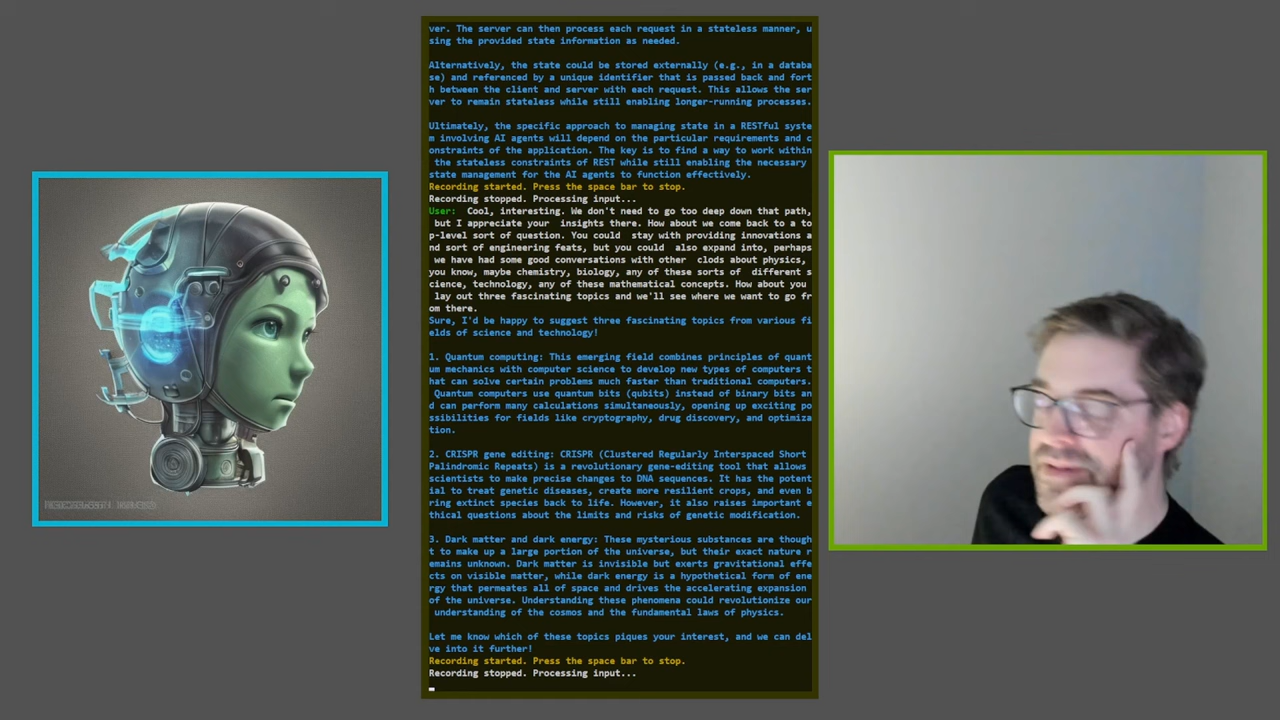 ver. The server can then process each request in a stateless manner, u
sing the provided state information as needed.
Alternatively, the state could be stored externally (e.g., in a databa
se) and referenced by a unique identifier that is passed back and fort
h between the client and server with each request. This allows the ser
ver to remain stateless while still enabling longer-running processes.
Ultimately, the specific approach to managing state in a RESTful syste
m involving AI agents will depend on the particular requirements and c
onstraints of the application. The key is to find a way to work within
the stateless constraints of REST while still enabling the necessary
state management for the AI agents to function effectively.
Recording started. Press the space bar to stop.
Recording stopped. Processing input...
User: Cool, interesting. We don't need to go too deep down that path,
but I appreciate your insights there. How about we come back to a to
p-level sort of question. You could stay with providing innovations a
nd sort of engineering feats, but you could also expand into, perhaps
we have had some good conversations with other clods about physics,
you know, maybe chemistry, biology, any of these sorts of different s
cience, technology, any of these mathematical concepts. How about you
lay out three fascinating topics and we'll see where we want to go fr
om there.
Sure, I'd be happy to suggest three fascinating topics from various fi
elds of science and technology!
1. Quantum computing: This emerging field combines principles of quant
um mechanics with computer science to develop new types of computers t
hat can solve certain problems much faster than traditional computers.
Quantum computers use quantum bits (qubits) instead of binary bits an
d can perform many calculations simultaneously, opening up exciting po
ssibilities for fields like cryptography, drug discovery, and optimiza
tion.
2. CRISPR gene editing: CRISPR (Clustered Regularly Interspaced Short
Palindromic Repeats) is a revolutionary gene-editing tool that allows
scientists to make precise changes to DNA sequences. It has the potent
ial to treat genetic diseases, create more resilient crops, and even b
ring extinct species back to life. However, it also raises important e
thical questions about the limits and risks of genetic modification.
3. Dark matter and dark energy: These mysterious substances are though
t to make up a large portion of the universe, but their exact nature r
emains unknown. Dark matter is invisible but exerts gravitational effe
cts on visible matter, while dark energy is a hypothetical form of ene
rgy that permeates all of space and drives the accelerating expansion
of the universe. Understanding these phenomena could revolutionize our
understanding of the cosmos and the fundamental laws of physics.
Let me know which of these topics piques your interest, and we can del
ve into it further!
Recording started. Press the space bar to stop.
Recording stopped. Processing input...